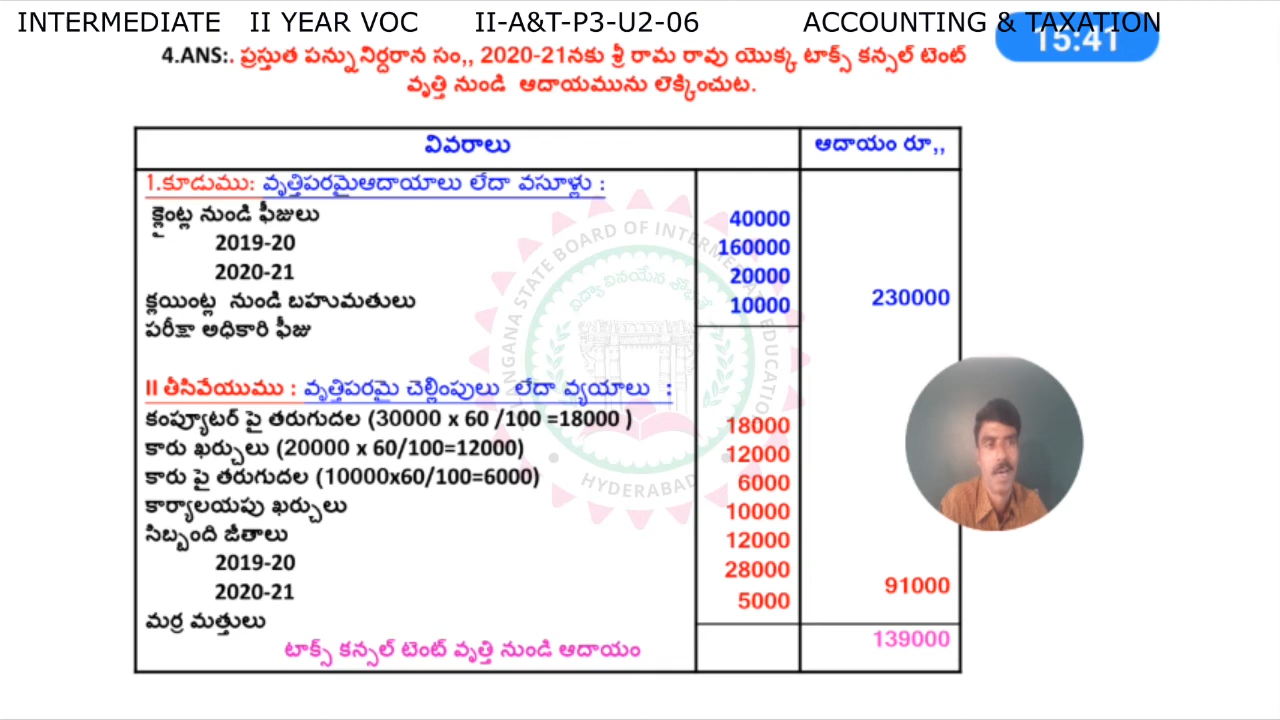 INTERMEDIATE II YEAR VOC II-A&T-P3-U2-06 ACCOUNTING & TAXATION
15:41
4.ANS:. ప్రస్తుత పన్ను నిర్ధరాన సం,, 2020-21నకు శ్రీ రామ రావు యొక్క టాక్స్ కన్సల్ టెంట్
వృత్తి నుండి ఆదాయమును లెక్కించుట.
వివరాలు ఆదాయం రూ,,
1.కూడుము: వృత్తిపరమైఆదాయాలు లేదా వసూళ్లు :
క్లైంట్ల నుండి ఫీజులు 40000
2019-20 160000
2020-21 20000
క్లయింట్ల నుండి బహుమతులు 10000 230000
పరీక్షా అధికారి ఫీజు
II తీసివేయుము : వృత్తిపరమై చెల్లింపులు లేదా వ్యయాలు :
కంప్యూటర్ పై తరుగుదల (30000 x 60 /100 =18000 ) 18000
కారు ఖర్చులు (20000 x 60/100=12000) 12000
కారు పై తరుగుదల (10000x60/100=6000) 6000
కార్యాలయపు ఖర్చులు 10000
సిబ్బంది జీతాలు 12000
2019-20 28000
2020-21 5000 91000
మర్ర మత్తులు
టాక్స్ కన్సల్ టెంట్ వృత్తి నుండి ఆదాయం 139000